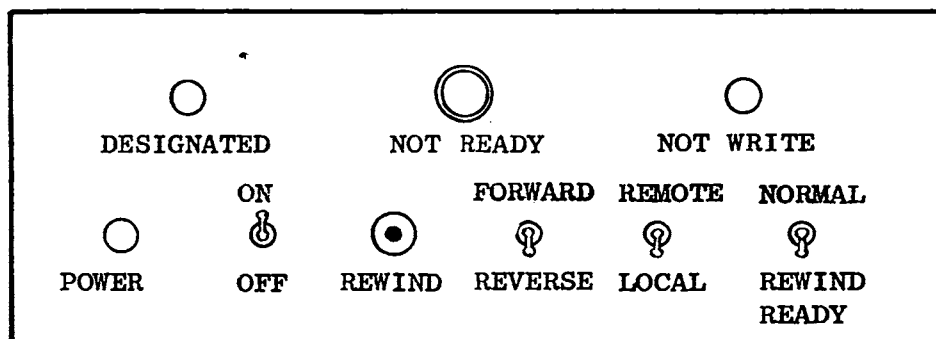 DESIGNATED NOT READY NOT WRITE
ON FORWARD REMOTE NORMAL
POWER OFF REWIND REVERSE LOCAL REWIND
READY